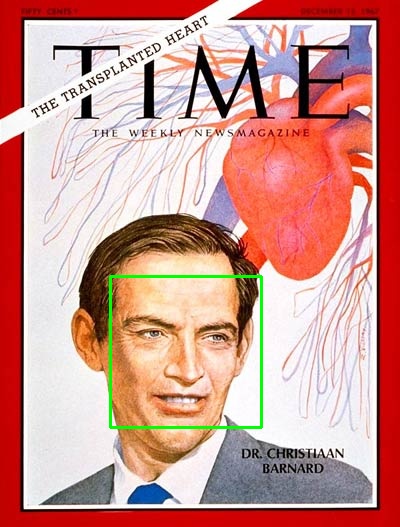 FIFTY CENTS
DECEMBER 15, 1967
THE TRANSPLANTED HEART
TIME
THE WEEKLY NEWSMAGAZINE
DR. CHRISTIAAN
BARNARD